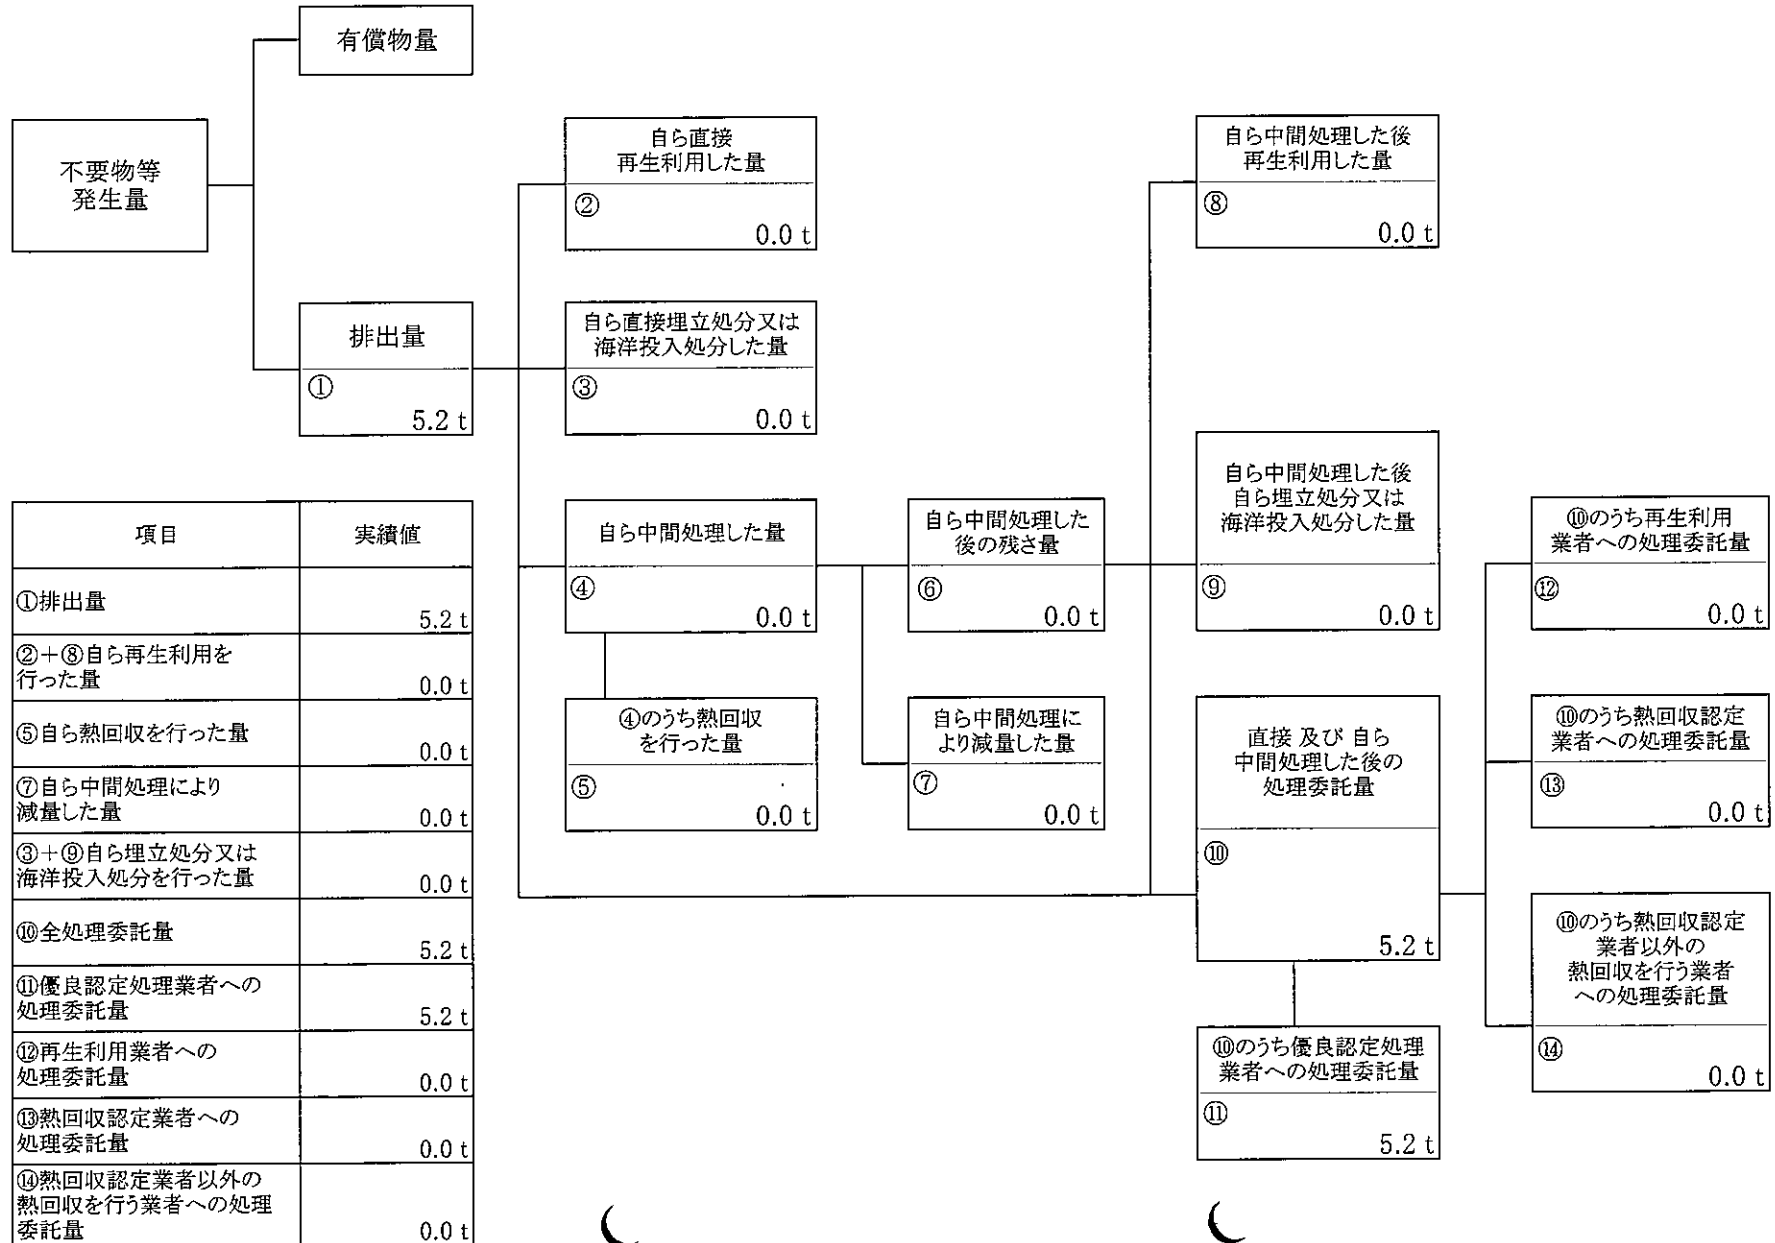 有償物量
不要物等
発生量
排出量
①
5.2 t
自ら直接
再生利用した量
②
0.0 t
自ら直接埋立処分又は
海洋投入処分した量
③
0.0 t
自ら中間処理した量
④
0.0 t
④のうち熱回収
を行った量
⑤
0.0 t
自ら中間処理した
後の残さ量
⑥
0.0 t
自ら中間処理に
より減量した量
⑦
0.0 t
自ら中間処理した後
再生利用した量
⑧
0.0 t
自ら中間処理した後
自ら埋立処分又は
海洋投入処分した量
⑨
0.0 t
直接 及び 自ら
中間処理した後の
処理委託量
⑩
5.2 t
⑩のうち優良認定処理
業者への処理委託量
⑪
5.2 t
⑩のうち再生利用
業者への処理委託量
⑫
0.0 t
⑩のうち熱回収認定
業者への処理委託量
⑬
0.0 t
⑩のうち熱回収認定
業者以外の
熱回収を行う業者
への処理委託量
⑭
0.0 t
項目 実績値
①排出量
5.2 t
②＋⑧自ら再生利用を
行った量
0.0 t
⑤自ら熱回収を行った量
0.0 t
⑦自ら中間処理により
減量した量
0.0 t
③＋⑨自ら埋立処分又は
海洋投入処分を行った量
0.0 t
⑩全処理委託量
5.2 t
⑪優良認定処理業者への
処理委託量
5.2 t
⑫再生利用業者への
処理委託量
0.0 t
⑬熱回収認定業者への
処理委託量
0.0 t
⑭熱回収認定業者以外の
熱回収を行う業者への処理
委託量
0.0 t